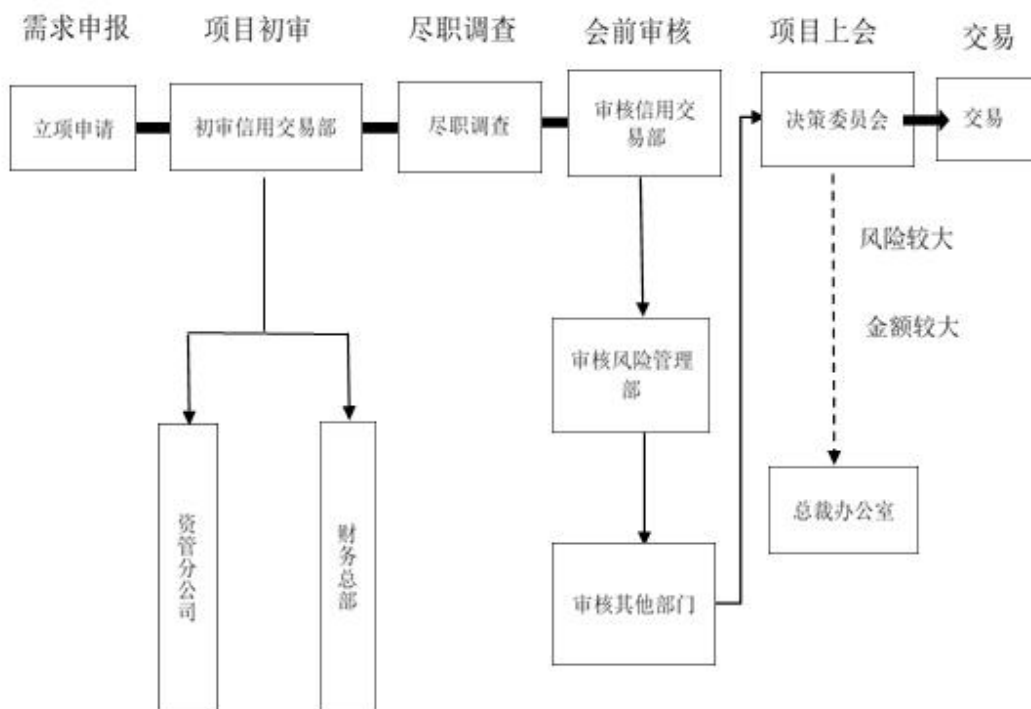 需求申报
项目初审
尽职调查
会前审核
项目上会
交易
立项申请
初审信用交易部
尽职调查
审核信用交
易部
决策委员会
交易
风险较大
金额较大
审核风险管理
部
资管分公司
财务总部
总裁办公室
审核其他部门